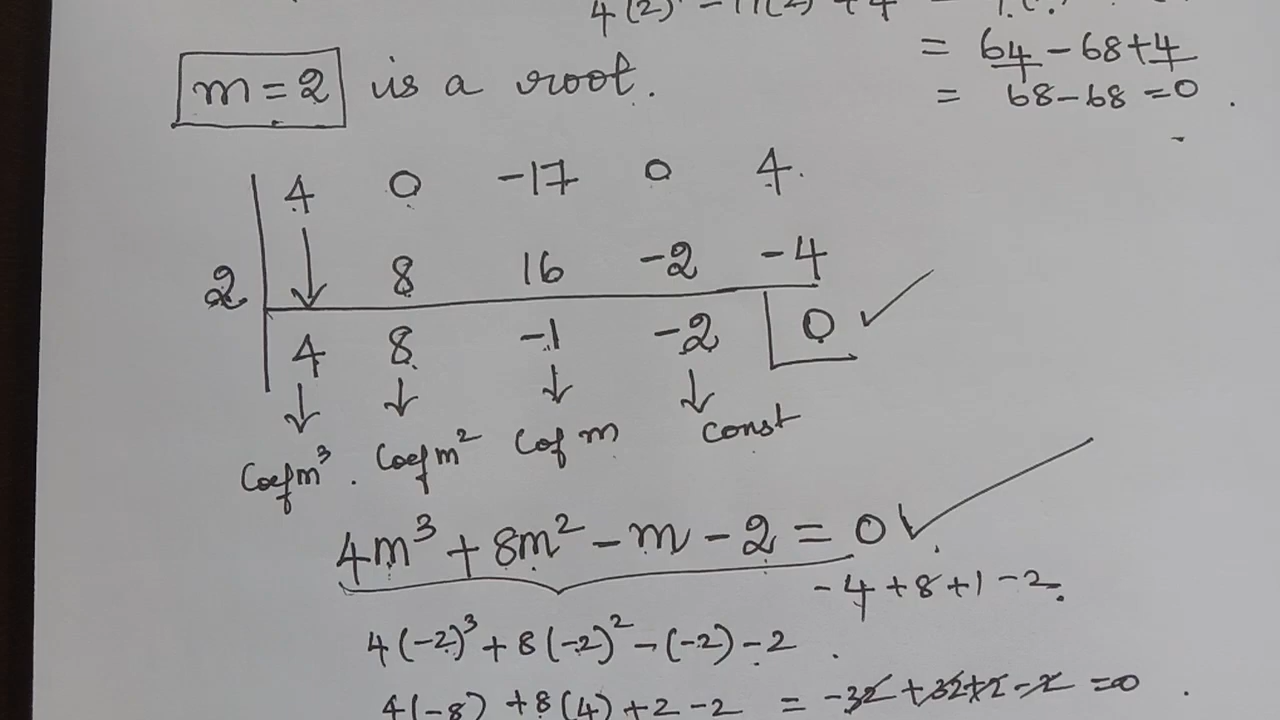 = 64 - 68 + 4
m = 2 is a root.
= 68 - 68 = 0 .
4 0 -17 0 4.
2 8 16 -2 -4
4 8 -1 -2 0
Coef m³ . Coef m² Cof m const
4m³ + 8m² - m - 2 = 0
-4 + 8 + 1 - 2.
4(-2)³ + 8(-2)² - (-2) - 2 .
4(-8) + 8(4) + 2 - 2 = -32 + 32 + 2 - 2 = 0 .